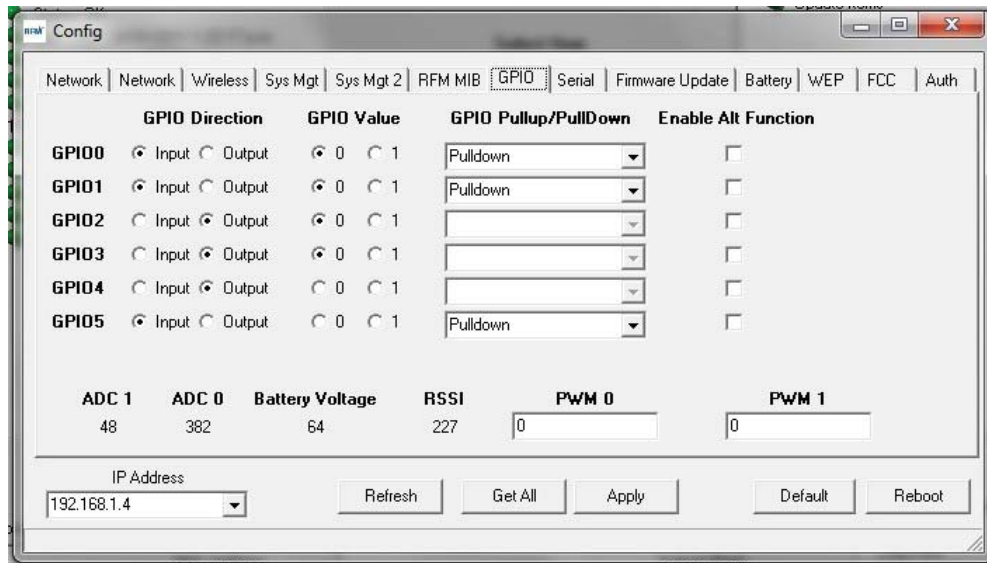 Config
Network Network Wireless Sys Mgt Sys Mgt 2 RFM MIB GPIO Serial Firmware Update Battery WEP FCC Auth
GPIO Direction GPIO Value GPIO Pullup/PullDown Enable Alt Function
GPIO0 Input Output 0 1 Pulldown
GPIO1 Input Output 0 1 Pulldown
GPIO2 Input Output 0 1
GPIO3 Input Output 0 1
GPIO4 Input Output 0 1
GPIO5 Input Output 0 1 Pulldown
ADC 1 ADC 0 Battery Voltage RSSI PWM 0 PWM 1
48 382 64 227 0 0
IP Address
192.168.1.4 Refresh Get All Apply Default Reboot